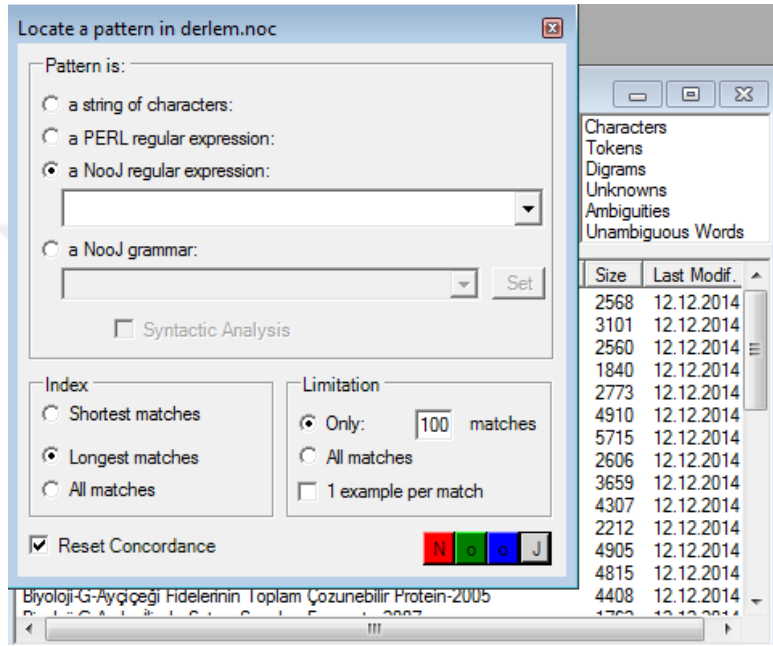 Locate a pattern in derlem.noc
Pattern is:
a string of characters:
a PERL regular expression:
a NooJ regular expression:
a NooJ grammar:
Set
Syntactic Analysis
Index
Shortest matches
Longest matches
All matches
Limitation
Only: 100 matches
All matches
1 example per match
Reset Concordance
N o o J
Characters
Tokens
Digrams
Unknowns
Ambiguities
Unambiguous Words
Size Last Modif.
2568 12.12.2014
3101 12.12.2014
2560 12.12.2014
1840 12.12.2014
2773 12.12.2014
4910 12.12.2014
5715 12.12.2014
2606 12.12.2014
3659 12.12.2014
4307 12.12.2014
2212 12.12.2014
4905 12.12.2014
4815 12.12.2014
Biyoloji-G-Ayçiçeği Fidelerinin Toplam Çözünebilir Protein-2005 4408 12.12.2014